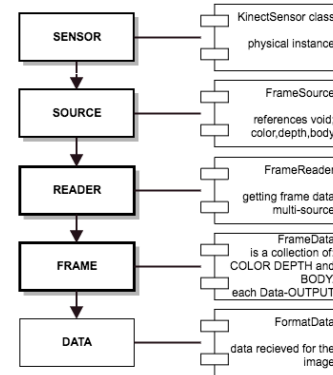 SENSOR
KinectSensor class
physical instance
SOURCE
FrameSource
references void;
color,depth,body
READER
FrameReader
getting frame data
multi-source
FRAME
FrameData
is a collection of:
COLOR DEPTH and
BODY.
each Data-OUTPUT
DATA
FormatData
data recieved for the
image